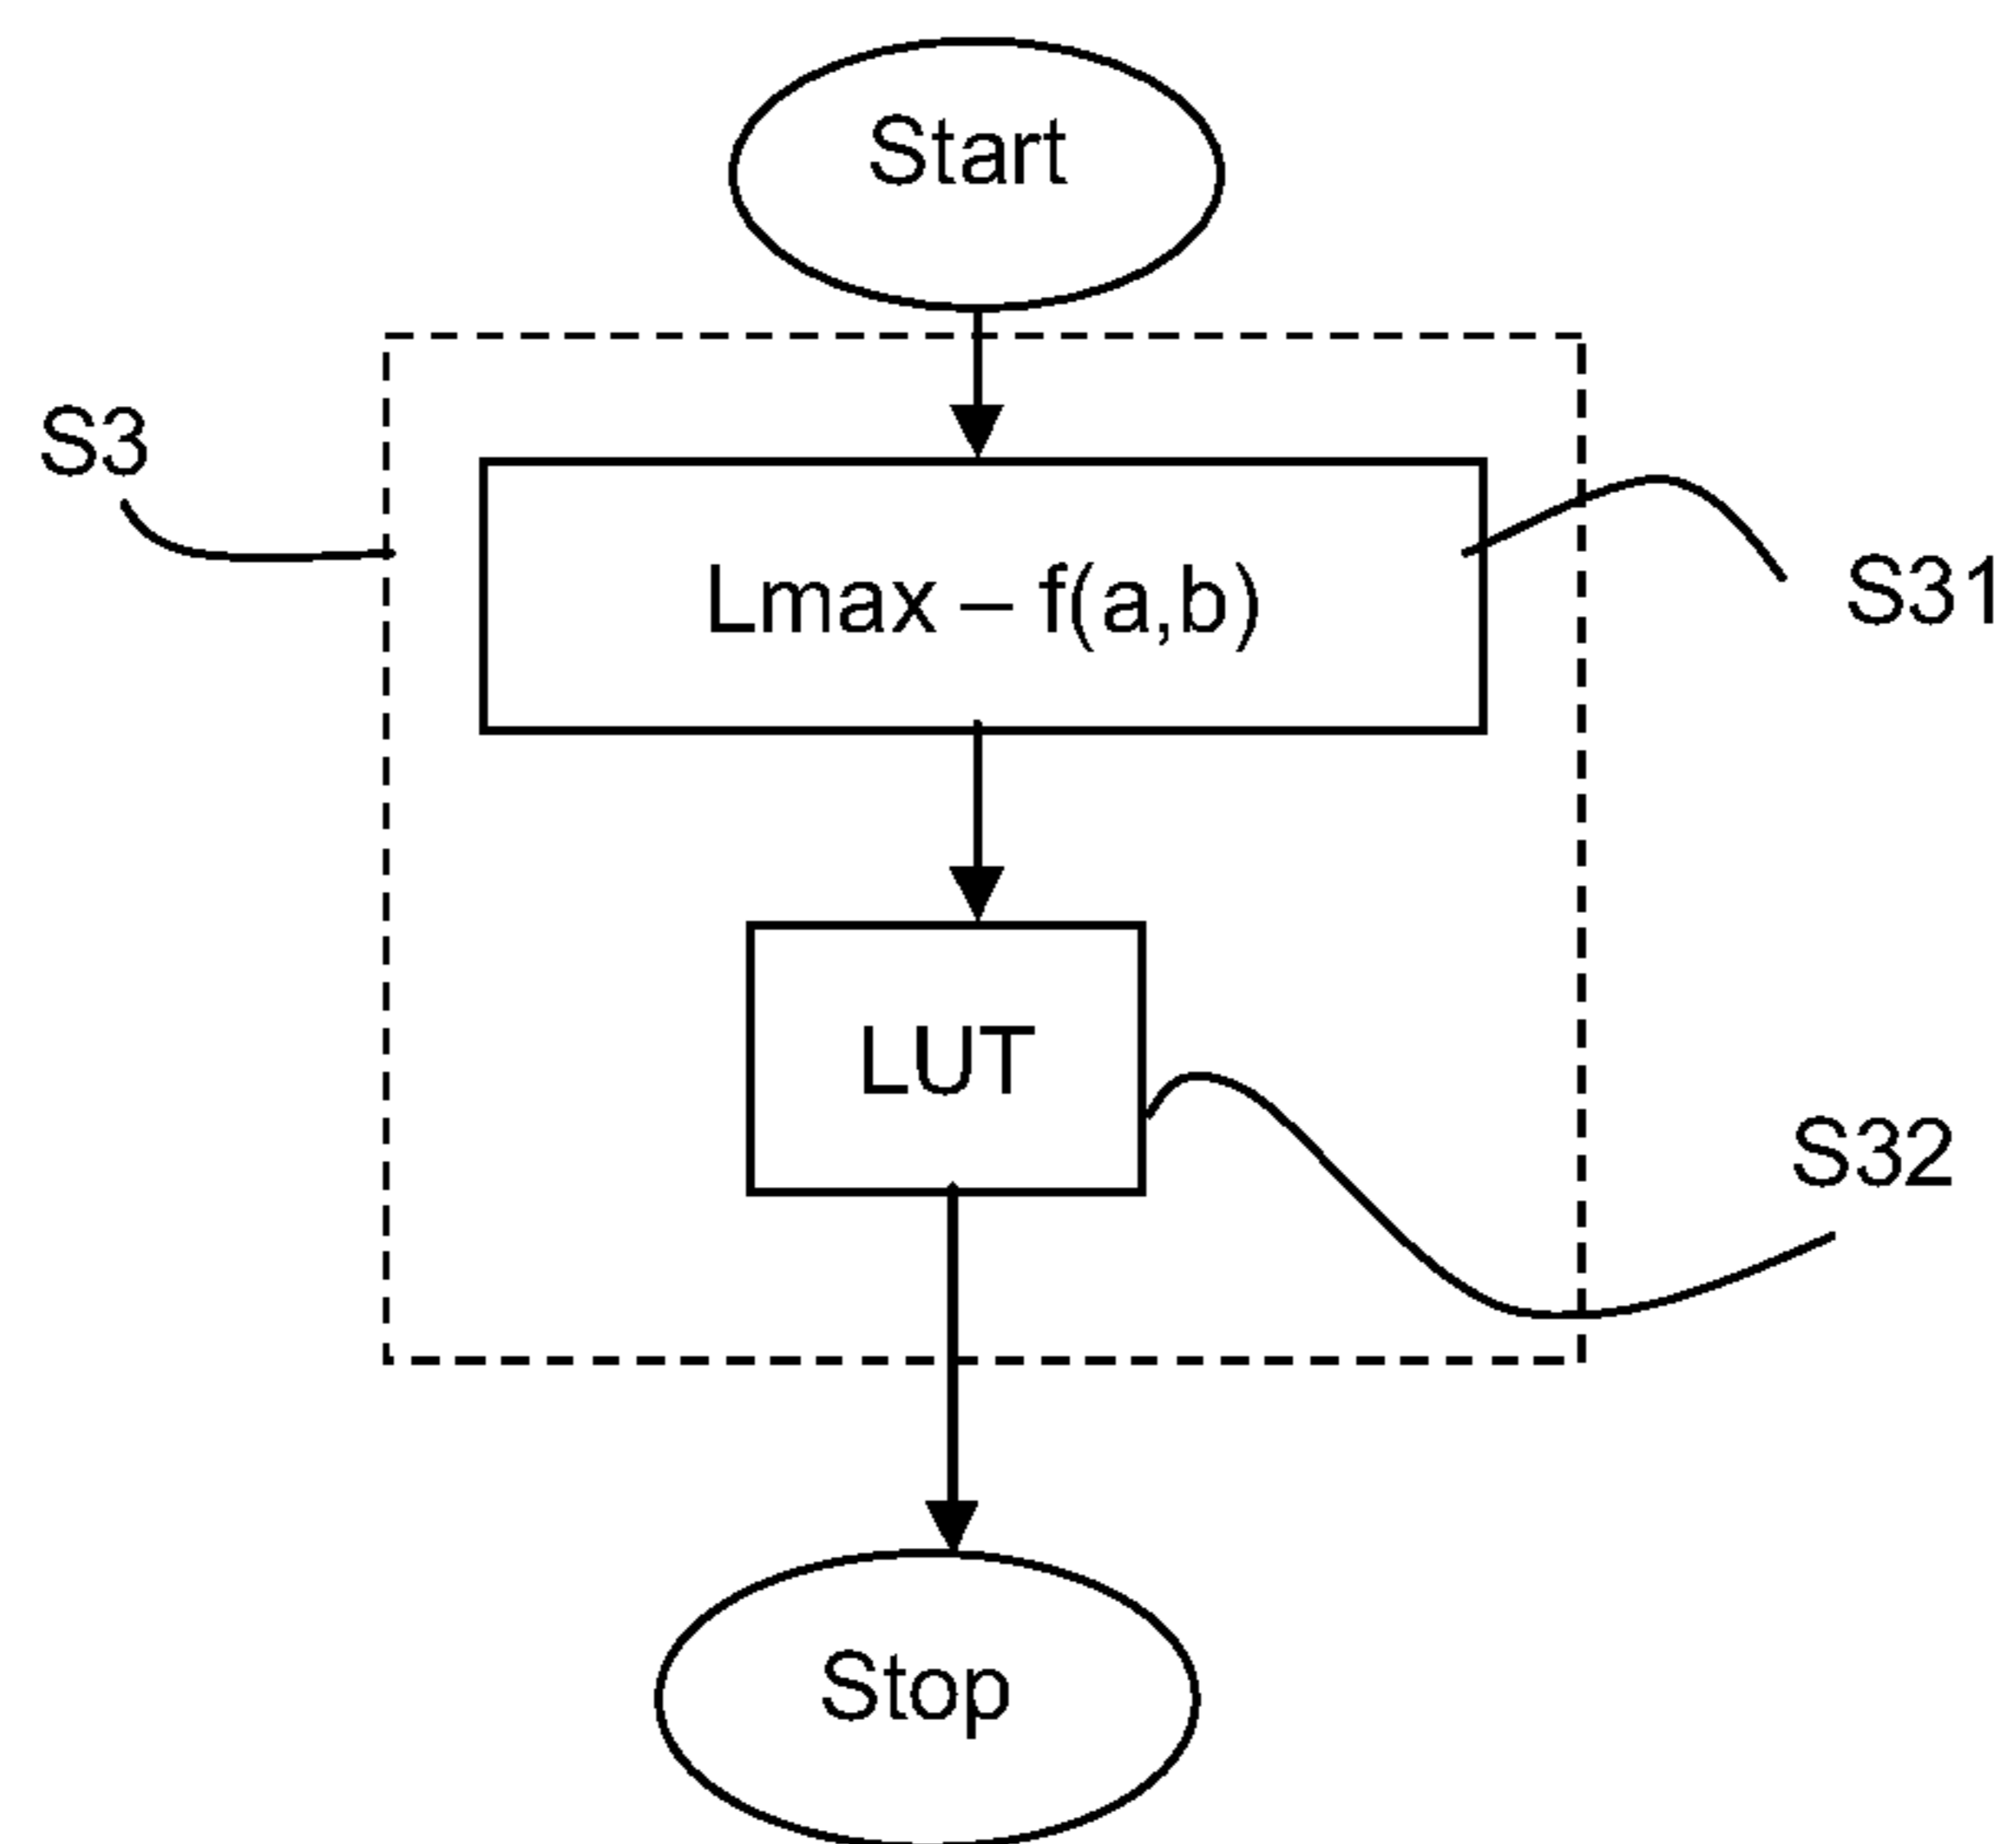 Start
S3
Lmax – f(a,b)
S31
LUT
S32
Stop